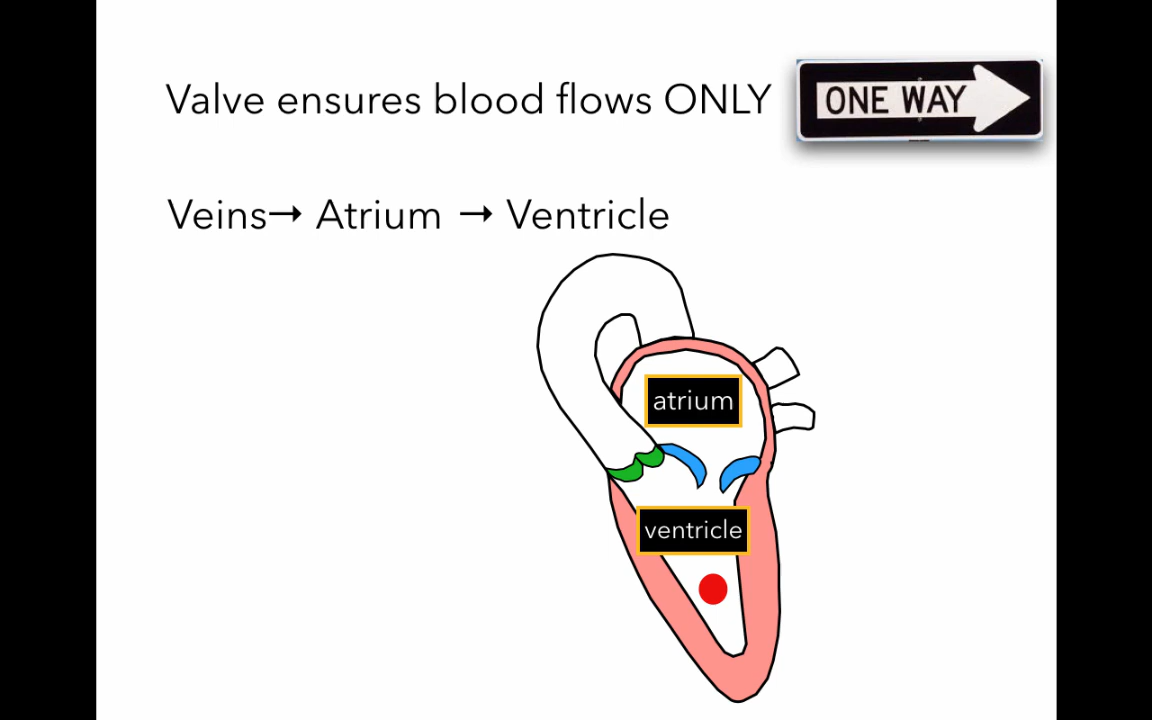 Valve ensures blood flows ONLY
ONE WAY
Veins→ Atrium → Ventricle
atrium
ventricle